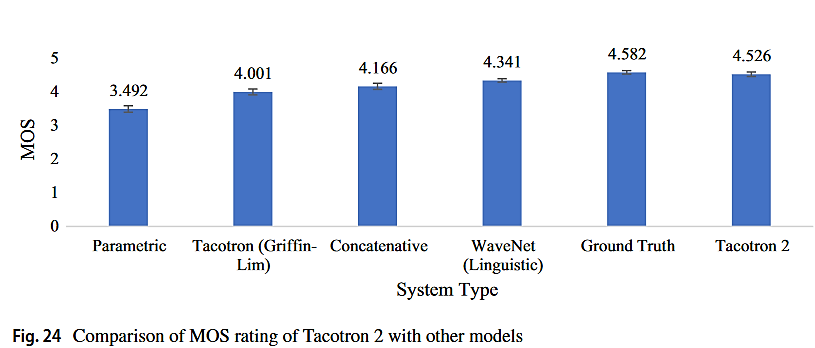 5
4
3
2
1
0
MOS
3.492
4.001
4.166
4.341
4.582
4.526
Parametric
Tacotron (Griffin-
Lim)
Concatenative
WaveNet
(Linguistic)
Ground Truth
Tacotron 2
System Type
Fig. 24 Comparison of MOS rating of Tacotron 2 with other models